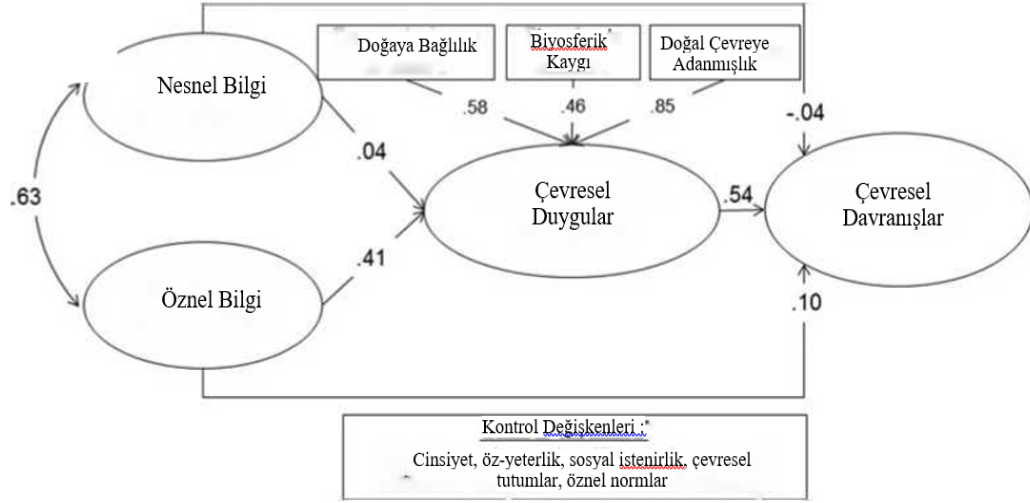 Doğaya Bağlılık
Biyosferik
Kaygı
Doğal Çevreye
Adanmışlık
Nesnel Bilgi
.58
.46
.85
-.04
.04
.63
Çevresel
Duygular
.54
Çevresel
Davranışlar
.41
Öznel Bilgi
.10
Kontrol Değişkenleri :*
Cinsiyet, öz-yeterlik, sosyal iştenirlik, çevresel
tutumlar, öznel normlar